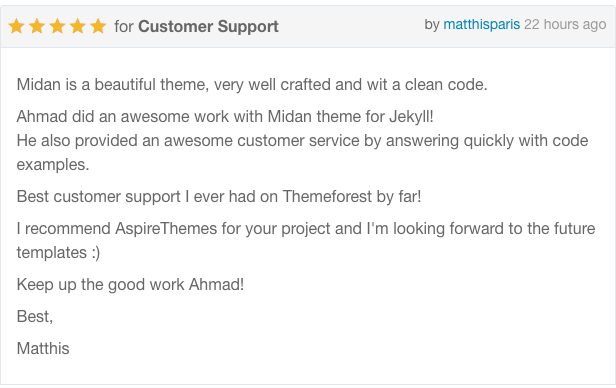 for Customer Support by matthisparis 22 hours ago
Midan is a beautiful theme, very well crafted and wit a clean code.
Ahmad did an awesome work with Midan theme for Jekyll!
He also provided an awesome customer service by answering quickly with code
examples.
Best customer support I ever had on Themeforest by far!
I recommend AspireThemes for your project and I'm looking forward to the future
templates :)
Keep up the good work Ahmad!
Best,
Matthis